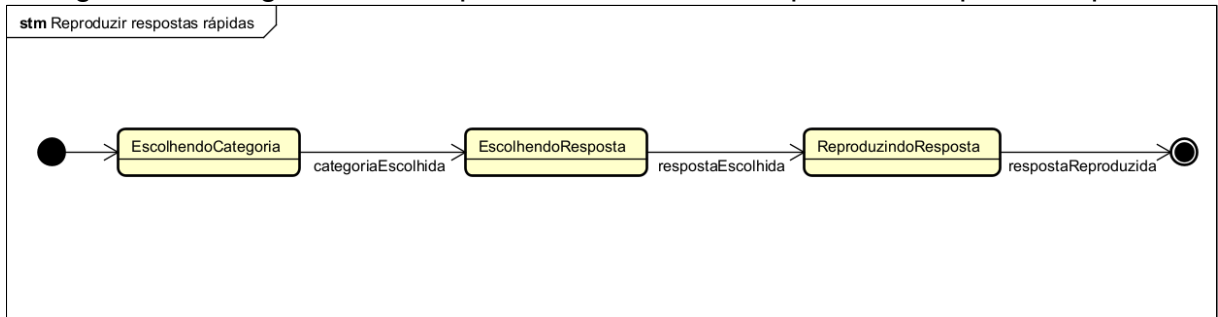 stm Reproduzir respostas rápidas
EscolhendoCategoria
categoriaEscolhida
EscolhendoResposta
respostaEscolhida
ReproduzindoResposta
respostaReproduzida